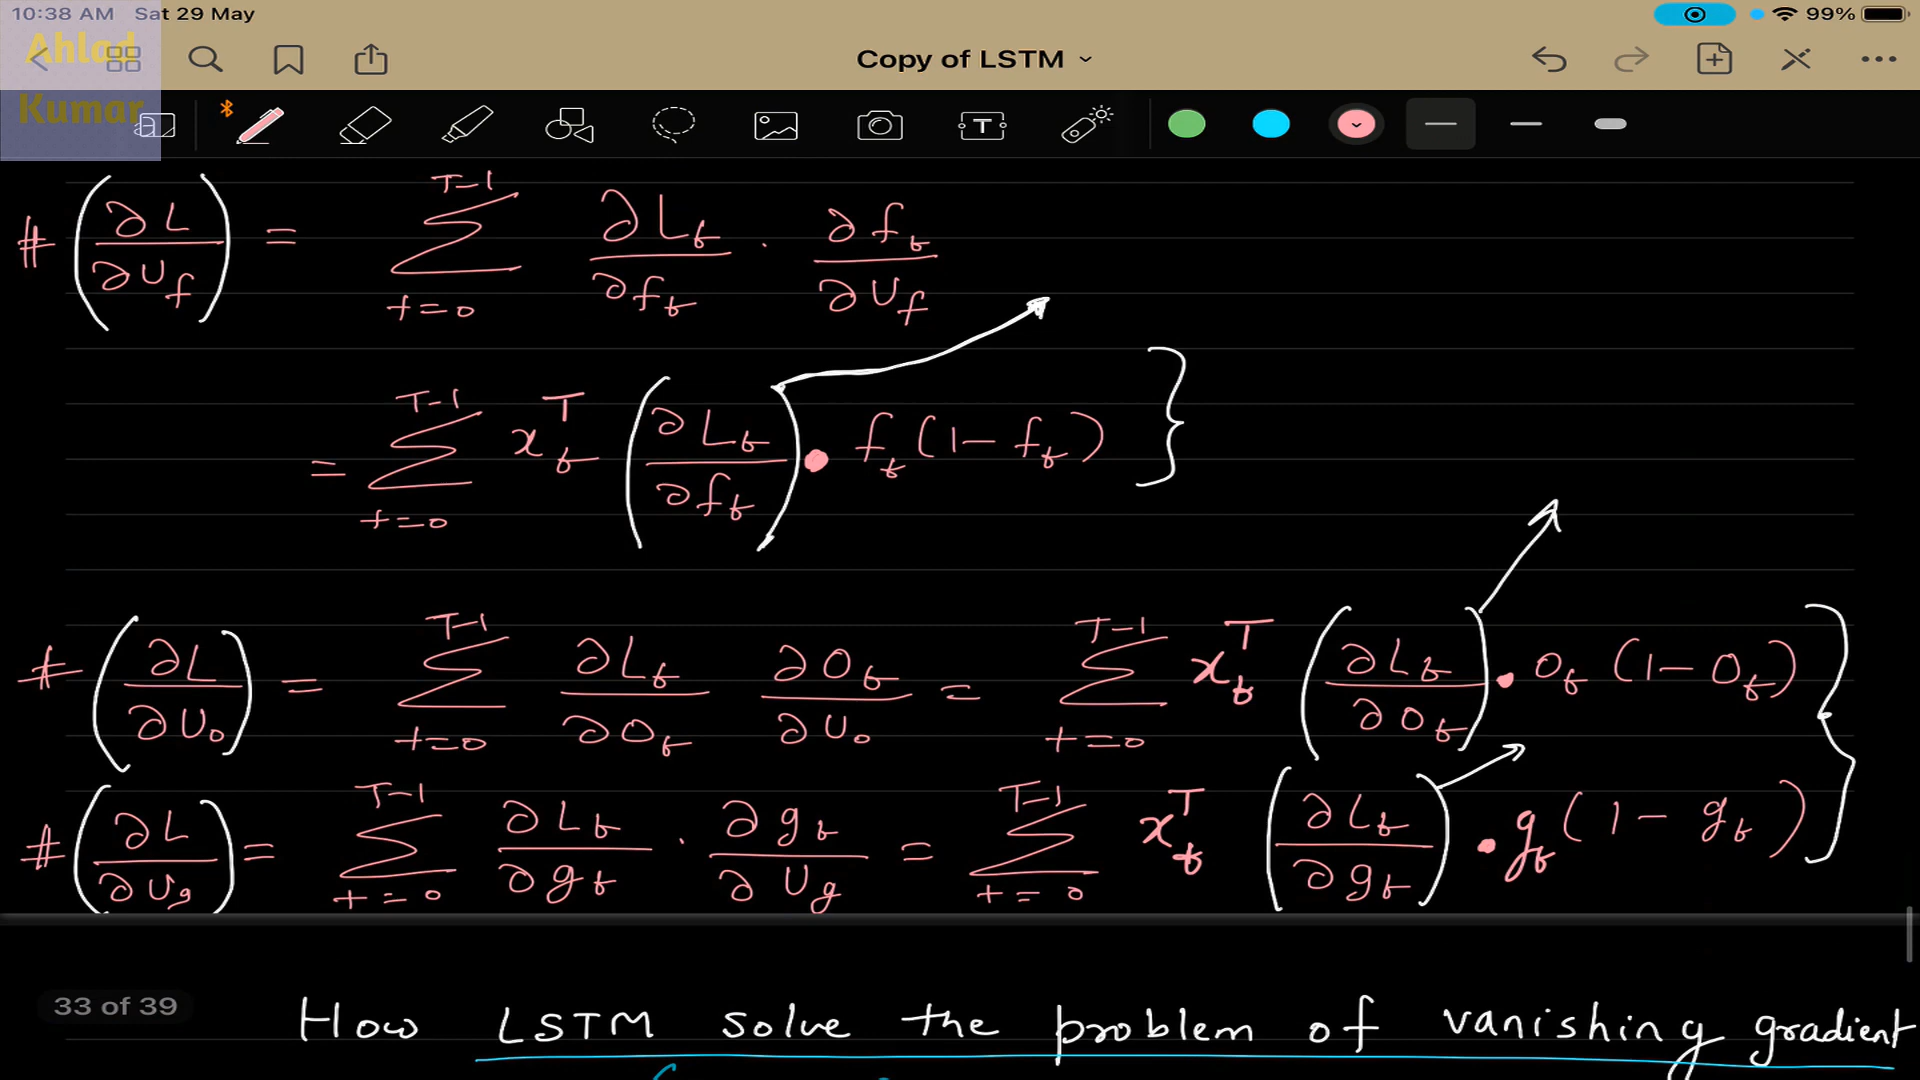 10:38 AM Sat 29 May 99%
Ahlad
Kumar
Copy of LSTM
T
# (∂L/∂U_f) = Σ_{t=0}^{T-1} ∂L_t/∂f_t . ∂f_t/∂U_f
= Σ_{t=0}^{T-1} x_t^T (∂L_t/∂f_t) • f_t (1 - f_t) }
# (∂L/∂U_o) = Σ_{t=0}^{T-1} ∂L_t/∂O_t ∂O_t/∂U_o = Σ_{t=0}^{T-1} x_t^T (∂L_t/∂O_t) • O_t (1 - O_t)
# (∂L/∂U_g) = Σ_{t=0}^{T-1} ∂L_t/∂g_t . ∂g_t/∂U_g = Σ_{t=0}^{T-1} x_t^T (∂L_t/∂g_t) • g_t (1 - g_t) }
33 of 39
How LSTM solve the problem of vanishing gradient